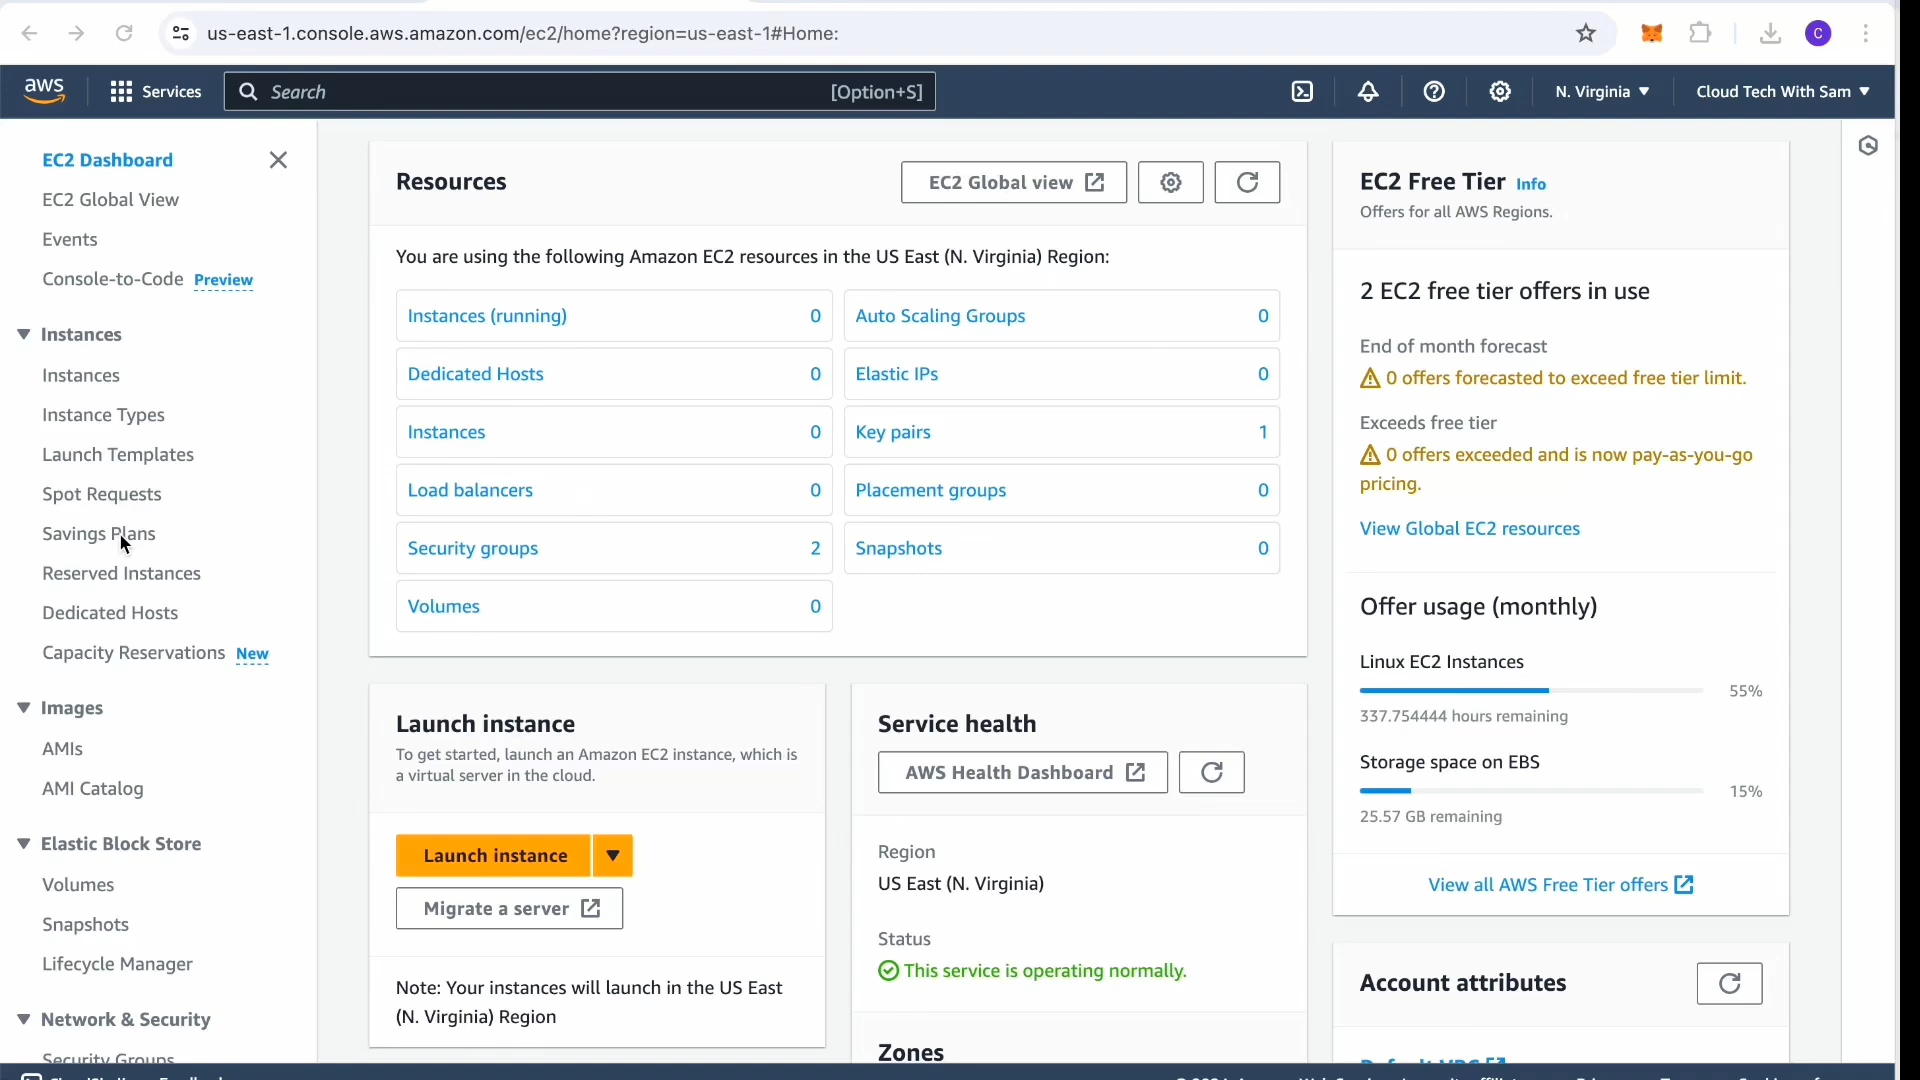 us-east-1.console.aws.amazon.com/ec2/home?region=us-east-1#Home:
C
aws
Services
Search
[Option+S]
N. Virginia
Cloud Tech With Sam
EC2 Dashboard
EC2 Global View
Events
Console-to-Code Preview
Instances
Instances
Instance Types
Launch Templates
Spot Requests
Savings Plans
Reserved Instances
Dedicated Hosts
Capacity Reservations New
Images
AMIs
AMI Catalog
Elastic Block Store
Volumes
Snapshots
Lifecycle Manager
Network & Security
Security Groups
Resources
EC2 Global view
You are using the following Amazon EC2 resources in the US East (N. Virginia) Region:
Instances (running) 0
Auto Scaling Groups 0
Dedicated Hosts 0
Elastic IPs 0
Instances 0
Key pairs 1
Load balancers 0
Placement groups 0
Security groups 2
Snapshots 0
Volumes 0
Launch instance
To get started, launch an Amazon EC2 instance, which is
a virtual server in the cloud.
Launch instance
Migrate a server
Note: Your instances will launch in the US East
(N. Virginia) Region
Service health
AWS Health Dashboard
Region
US East (N. Virginia)
Status
This service is operating normally.
Zones
EC2 Free Tier Info
Offers for all AWS Regions.
2 EC2 free tier offers in use
End of month forecast
0 offers forecasted to exceed free tier limit.
Exceeds free tier
0 offers exceeded and is now pay-as-you-go
pricing.
View Global EC2 resources
Offer usage (monthly)
Linux EC2 Instances
55%
337.754444 hours remaining
Storage space on EBS
15%
25.57 GB remaining
View all AWS Free Tier offers
Account attributes